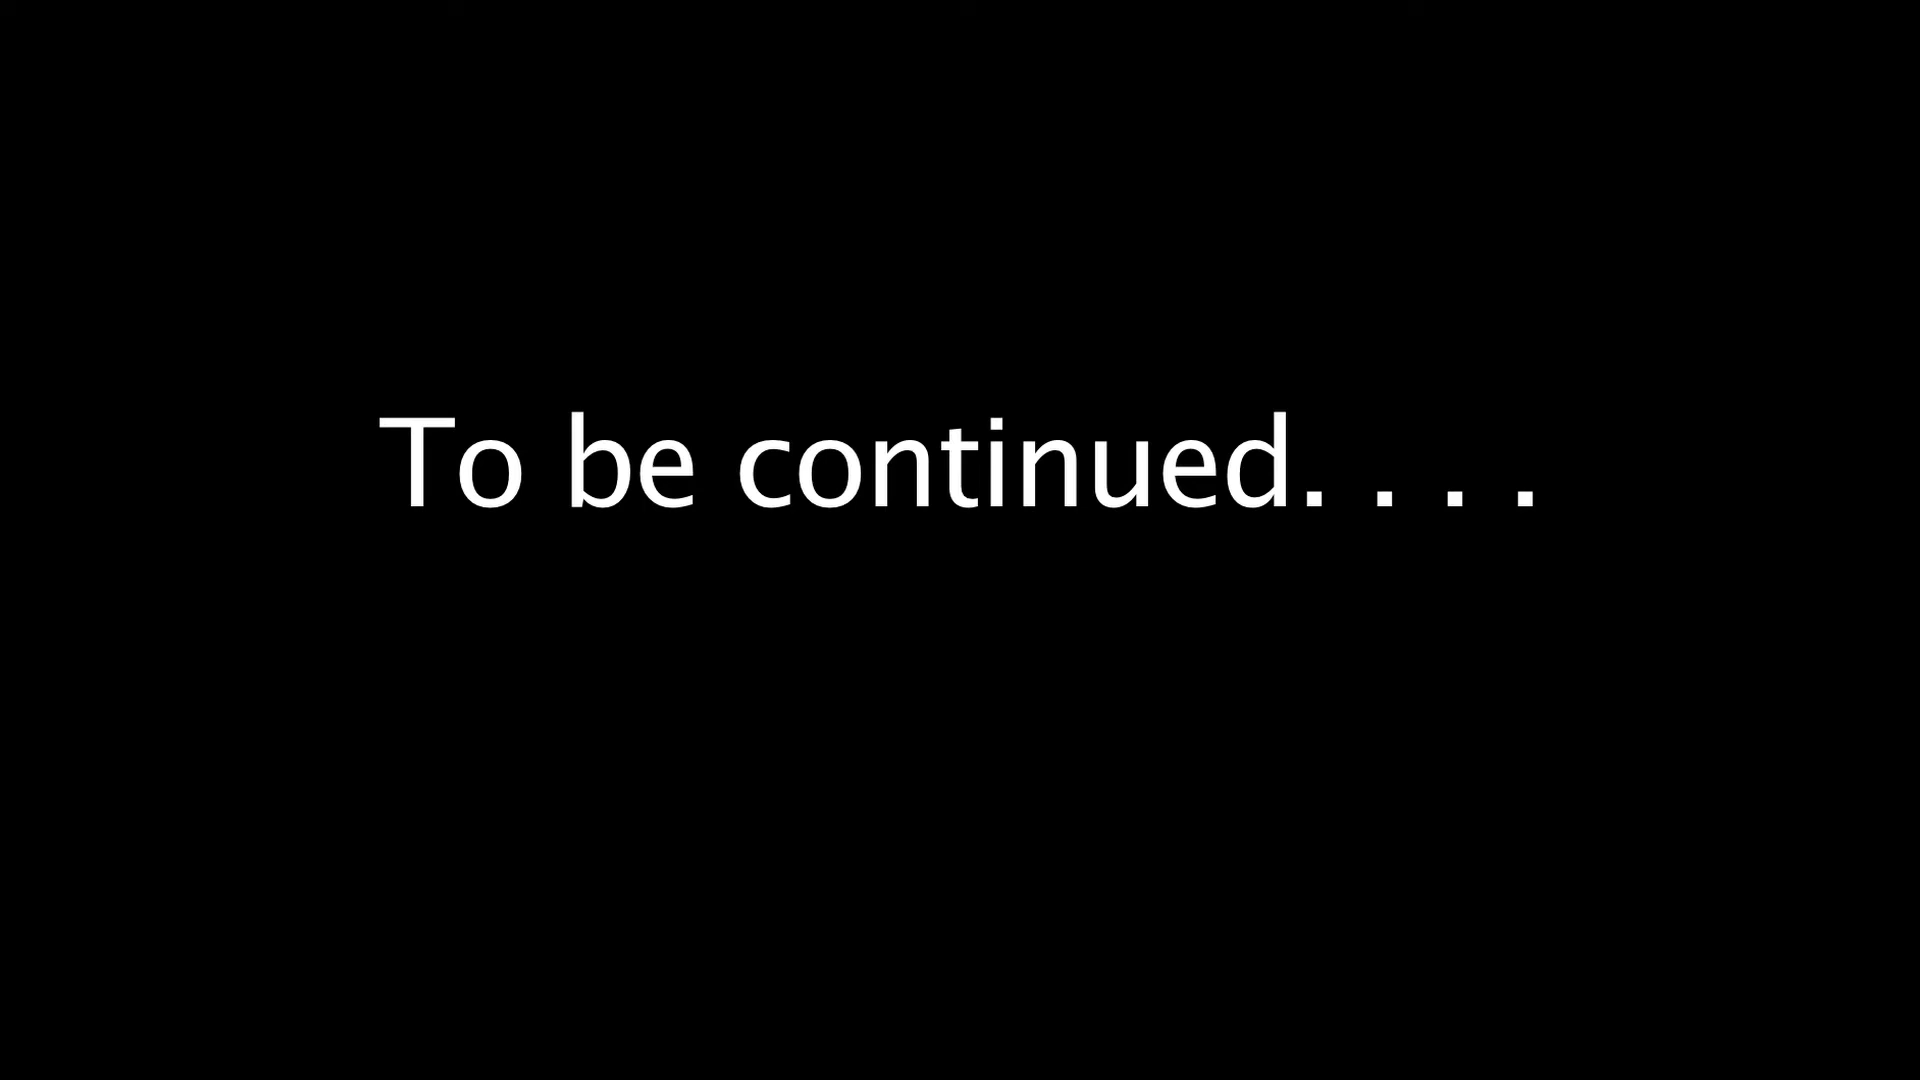 To be continued. . . .